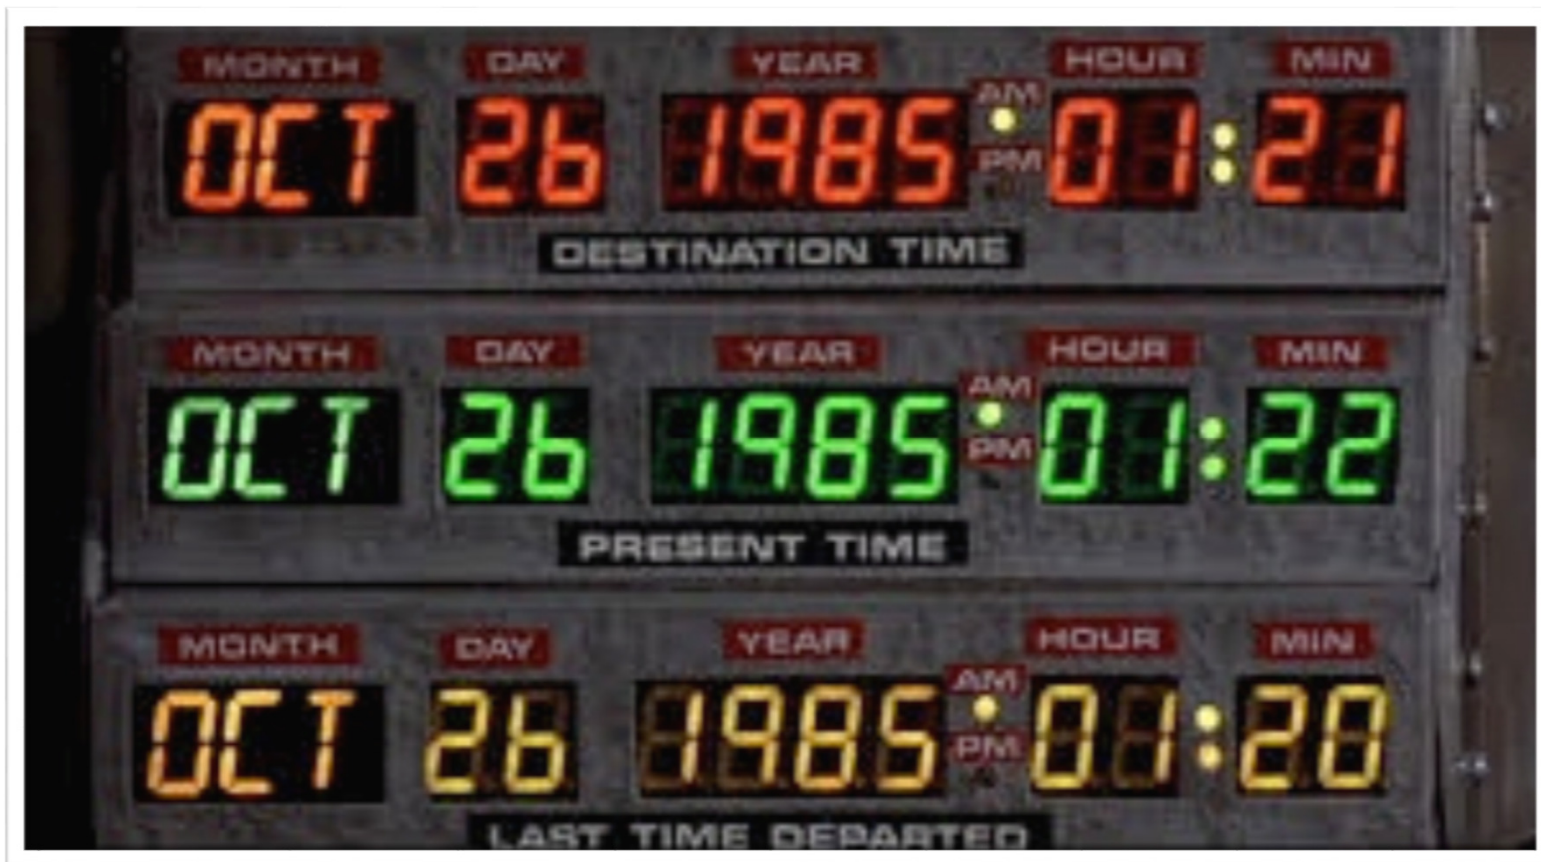 MONTH DAY YEAR HOUR MIN
OCT 26 1985 AM PM 01:21
DESTINATION TIME
MONTH DAY YEAR HOUR MIN
OCT 26 1985 AM PM 01:22
PRESENT TIME
MONTH DAY YEAR HOUR MIN
OCT 26 1985 AM PM 01:20
LAST TIME DEPARTED